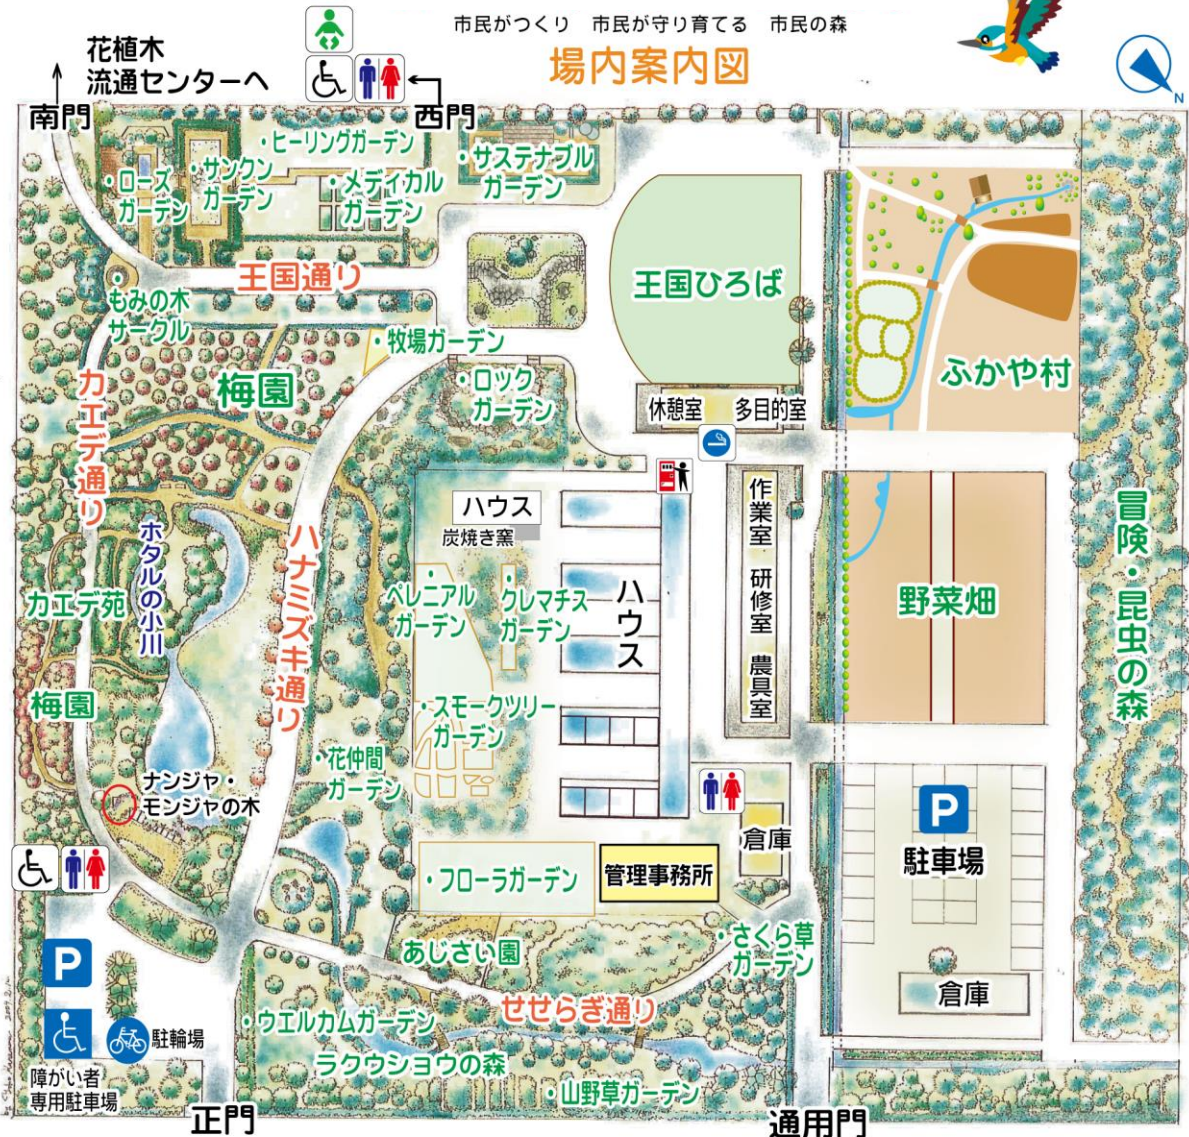 市民がつくり 市民が守り育てる 市民の森
場内案内図
花植木
流通センターへ
南門
西門
N
・ヒーリングガーデン
・サステナブル
ガーデン
・ローズ
ガーデン
・サンクン
ガーデン
・メディカル
ガーデン
王国通り
王国ひろば
・もみの木
サークル
・牧場ガーデン
梅園
・ロック
ガーデン
ふかや村
カエデ通り
休憩室
多目的室
ハウス
炭焼き窯
作業室 研修室 農具室
冒険・昆虫の森
ホタルの小川
ハナミズキ通り
カエデ苑
・ペレニアル
ガーデン
・クレマチス
ガーデン
ハウス
野菜畑
梅園
・スモークツリー
ガーデン
・花仲間
ガーデン
ナンジャ・
モンジャの木
P
駐車場
倉庫
・フローラガーデン
管理事務所
あじさい園
・さくら草
ガーデン
P
せせらぎ通り
倉庫
・ウエルカムガーデン
駐輪場
ラクウショウの森
障がい者
専用駐車場
・山野草ガーデン
正門
通用門